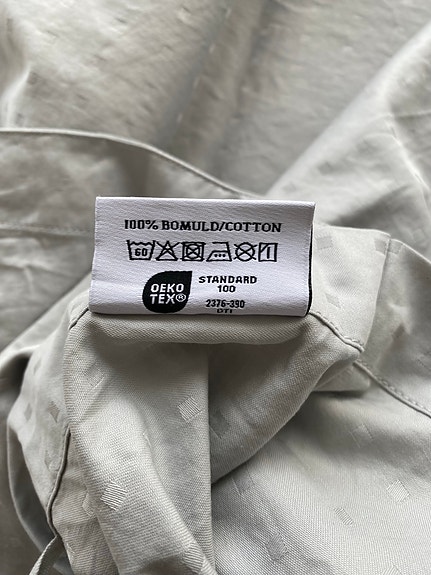 100% BOMULD/COTTON
60
OEKO
TEX®
STANDARD
100
2376-390
DTI